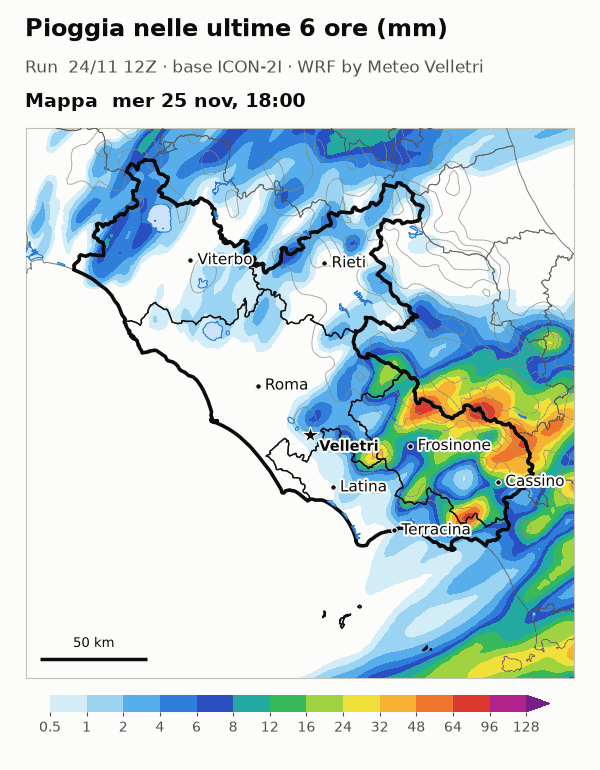 Pioggia nelle ultime 6 ore (mm)
Run  24/11 12Z · base ICON-2I · WRF by Meteo Velletri
Mappa  mer 25 nov, 18:00
Viterbo
Rieti
Roma
Velletri
Frosinone
Cassino
Latina
Terracina
50 km
0.5 1 2 4 6 8 12 16 24 32 48 64 96 128